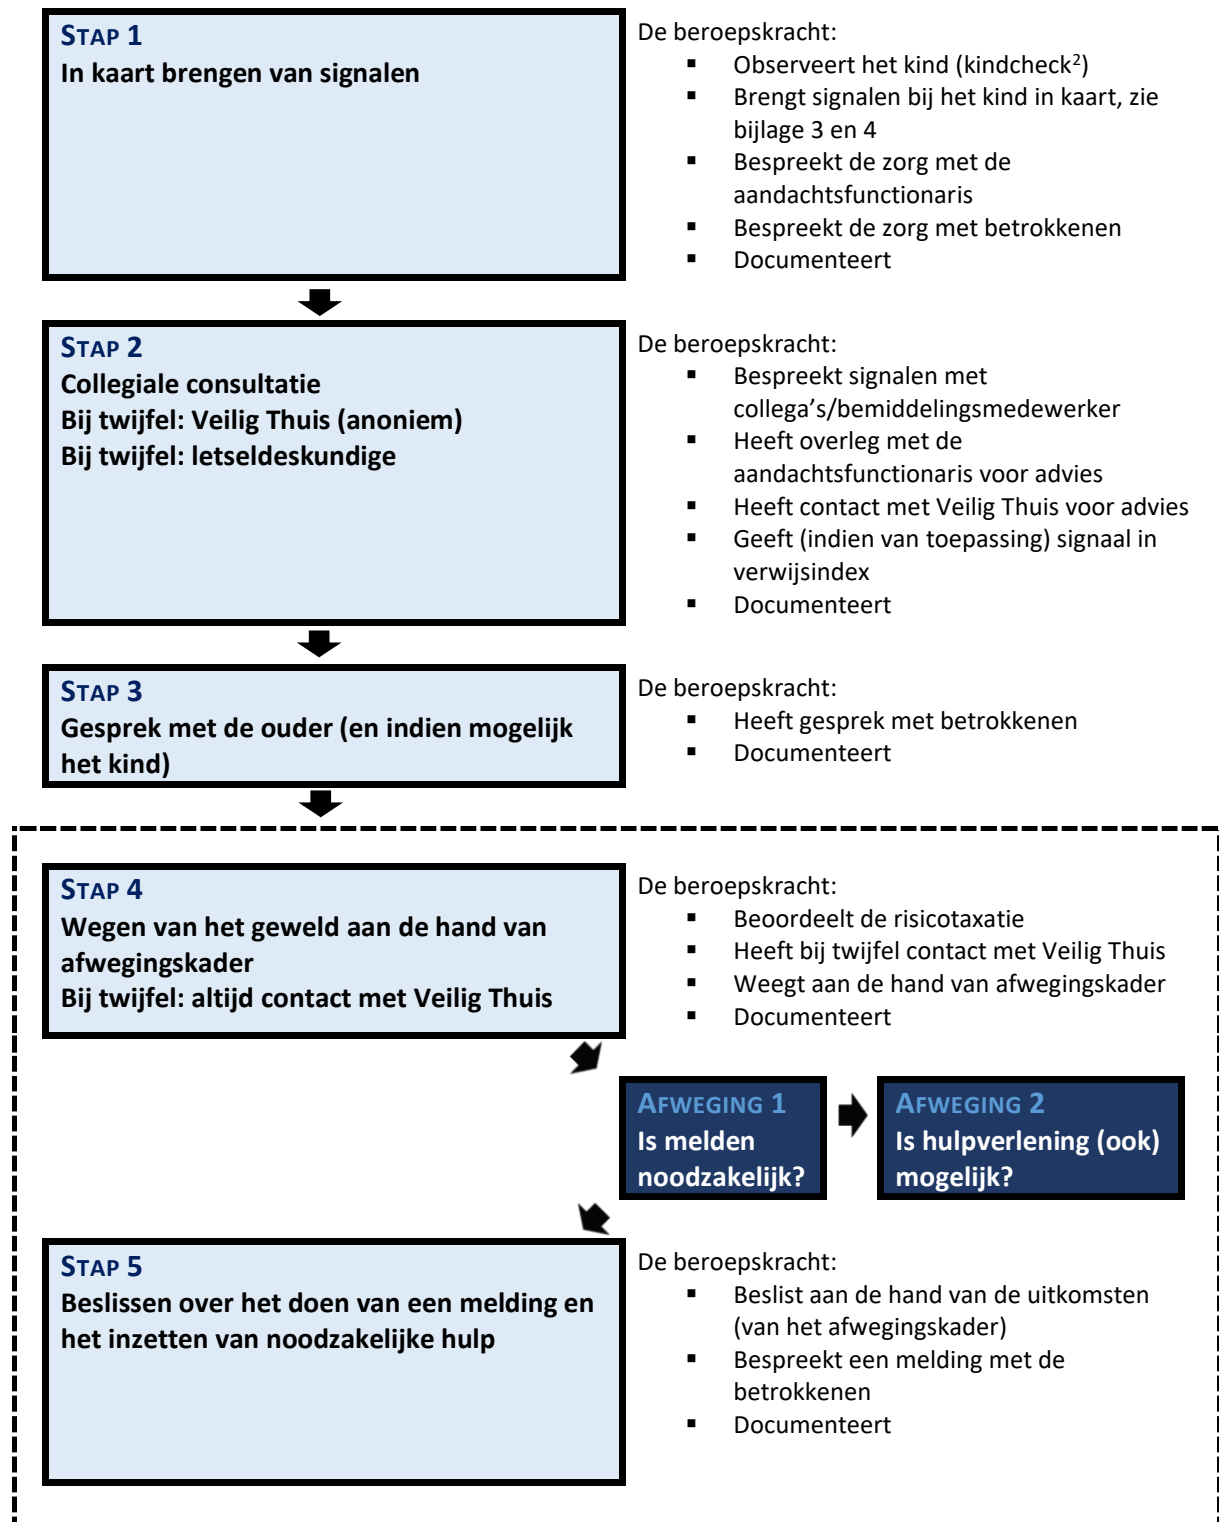 STAP 1
In kaart brengen van signalen
De beroepskracht:
▪ Observeert het kind (kindcheck²)
▪ Brengt signalen bij het kind in kaart, zie
bijlage 3 en 4
▪ Bespreekt de zorg met de
aandachtsfunctionaris
▪ Bespreekt de zorg met betrokkenen
▪ Documenteert
STAP 2
Collegiale consultatie
Bij twijfel: Veilig Thuis (anoniem)
Bij twijfel: letseldeskundige
De beroepskracht:
▪ Bespreekt signalen met
collega’s/bemiddelingsmedewerker
▪ Heeft overleg met de
aandachtsfunctionaris voor advies
▪ Heeft contact met Veilig Thuis voor advies
▪ Geeft (indien van toepassing) signaal in
verwijsindex
▪ Documenteert
STAP 3
Gesprek met de ouder (en indien mogelijk
het kind)
De beroepskracht:
▪ Heeft gesprek met betrokkenen
▪ Documenteert
STAP 4
Wegen van het geweld aan de hand van
afwegingskader
Bij twijfel: altijd contact met Veilig Thuis
De beroepskracht:
▪ Beoordeelt de risicotaxatie
▪ Heeft bij twijfel contact met Veilig Thuis
▪ Weegt aan de hand van afwegingskader
▪ Documenteert
AFWEGING 1
Is melden
noodzakelijk?
AFWEGING 2
Is hulpverlening (ook)
mogelijk?
STAP 5
Beslissen over het doen van een melding en
het inzetten van noodzakelijke hulp
De beroepskracht:
▪ Beslist aan de hand van de uitkomsten
(van het afwegingskader)
▪ Bespreekt een melding met de
betrokkenen
▪ Documenteert